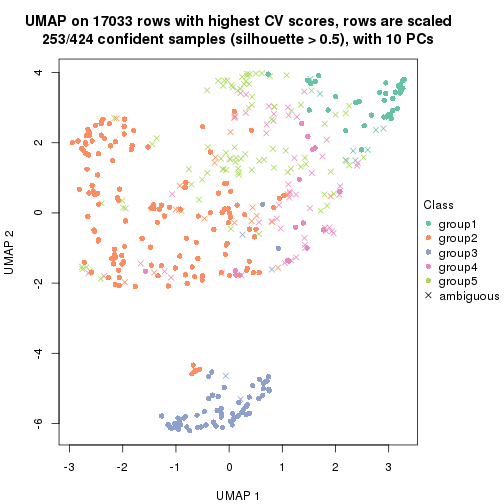 UMAP on 17033 rows with highest CV scores, rows are scaled
253/424 confident samples (silhouette > 0.5), with 10 PCs
4
2
0
-2
-4
-6
UMAP 2
-3
-2
-1
0
1
2
3
UMAP 1
Class
group1
group2
group3
group4
group5
ambiguous